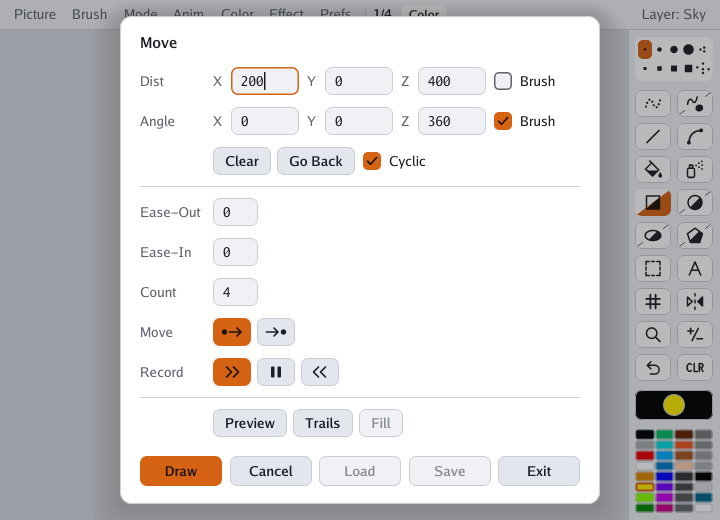 Picture Brush Mode Anim Color Effect Prefs 1/4 Color Layer: Sky
Move
Dist X 200 Y 0 Z 400 Brush
Angle X 0 Y 0 Z 360 Brush
Clear Go Back Cyclic
Ease-Out 0
Ease-In 0
Count 4
Move
Record
Preview Trails Fill
Draw Cancel Load Save Exit
A
+/-
CLR